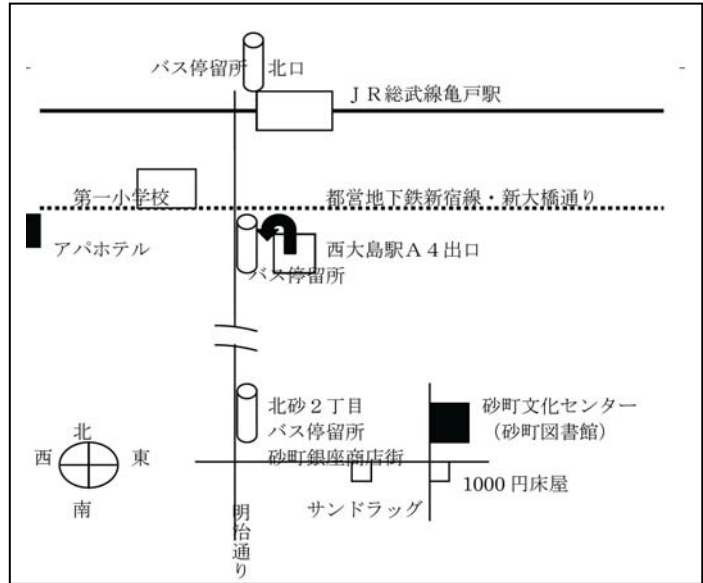 バス停留所 北口
ＪＲ総武線亀戸駅
第一小学校
都営地下鉄新宿線・新大橋通り
アパホテル
西大島駅Ａ４出口
バス停留所
北砂２丁目
バス停留所
砂町銀座商店街
砂町文化センター
（砂町図書館）
北
西 東
南
1000 円床屋
サンドラッグ
明治通り